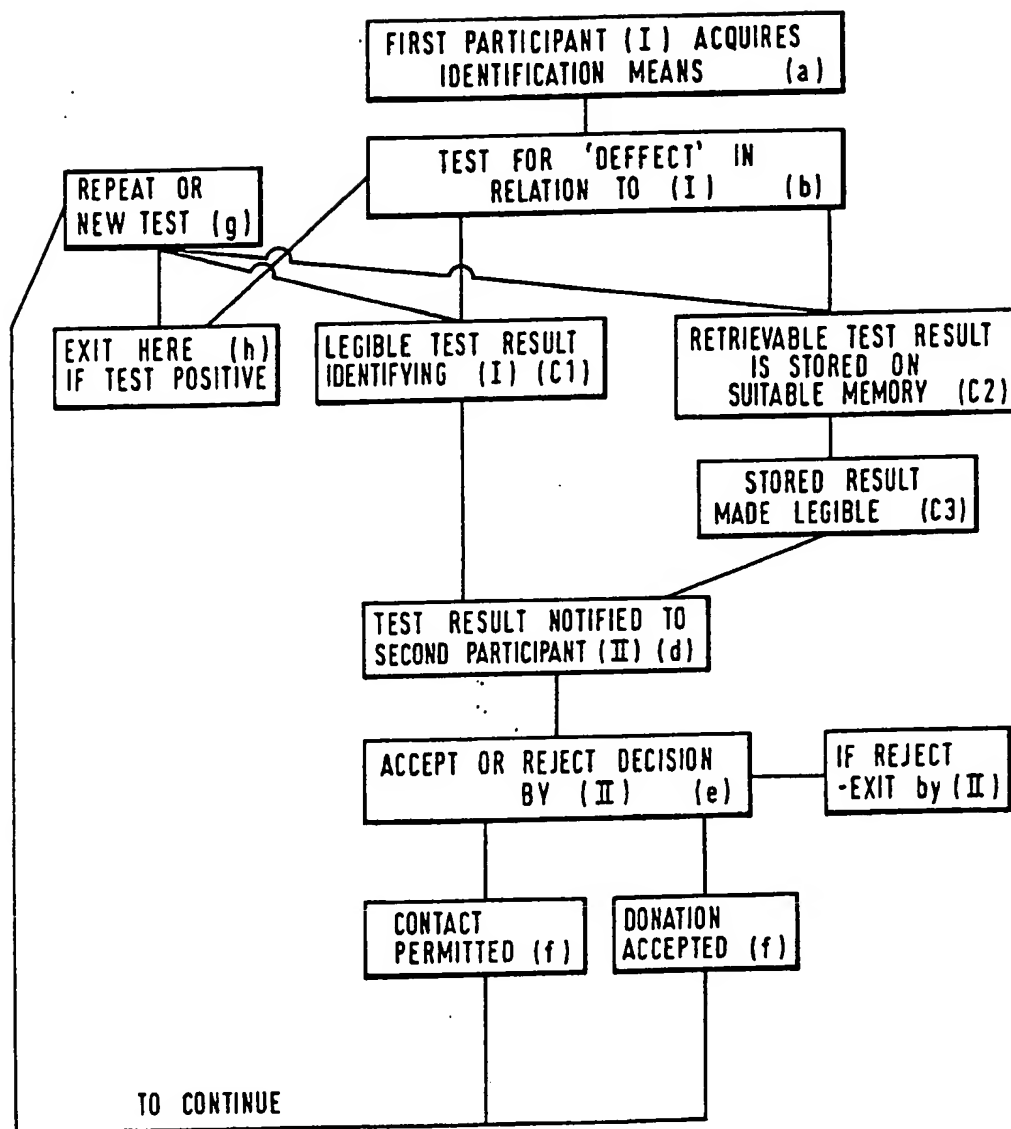 FIRST PARTICIPANT (I) ACQUIRES
IDENTIFICATION MEANS (a)
TEST FOR 'DEFFECT' IN
RELATION TO (I) (b)
REPEAT OR
NEW TEST (g)
EXIT HERE (h)
IF TEST POSITIVE
LEGIBLE TEST RESULT
IDENTIFYING (I) (C1)
RETRIEVABLE TEST RESULT
IS STORED ON
SUITABLE MEMORY (C2)
STORED RESULT
MADE LEGIBLE (C3)
TEST RESULT NOTIFIED TO
SECOND PARTICIPANT (II) (d)
ACCEPT OR REJECT DECISION
BY (II) (e)
IF REJECT
-EXIT by (II)
CONTACT
PERMITTED (f)
DONATION
ACCEPTED (f)
TO CONTINUE